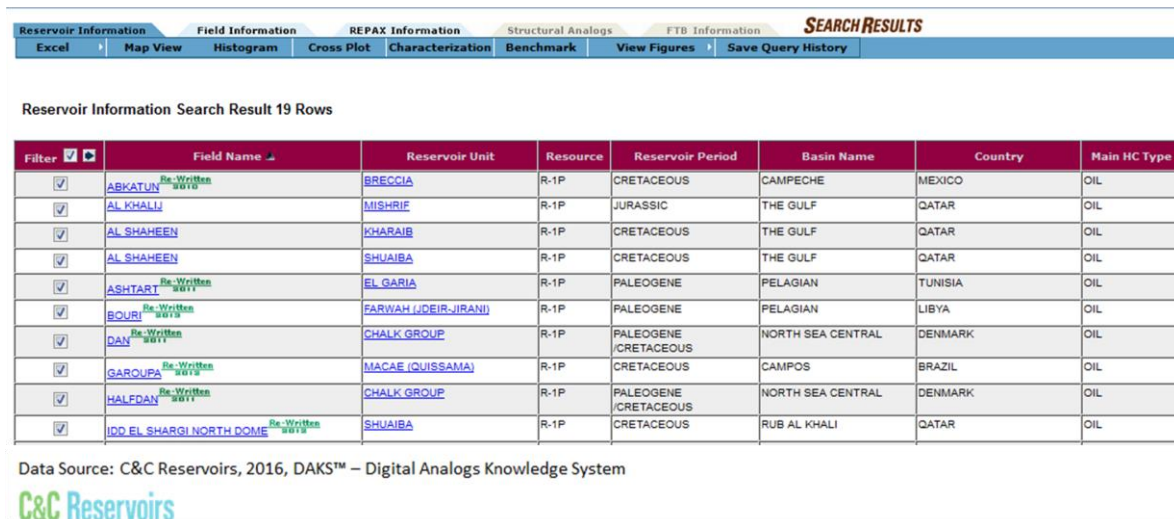 Reservoir Information Field Information REPAX Information Structural Analogs FTB Information SEARCH RESULTS
Excel Map View Histogram Cross Plot Characterization Benchmark View Figures Save Query History
Reservoir Information Search Result 19 Rows
Filter Field Name Reservoir Unit Resource Reservoir Period Basin Name Country Main HC Type
ABKATUN Re-Written 2010 BRECCIA R-1P CRETACEOUS CAMPECHE MEXICO OIL
AL KHALIJ MISHRIF R-1P JURASSIC THE GULF QATAR OIL
AL SHAHEEN KHARAIB R-1P CRETACEOUS THE GULF QATAR OIL
AL SHAHEEN SHUAIBA R-1P CRETACEOUS THE GULF QATAR OIL
ASHTART Re-Written 2011 EL GARIA R-1P PALEOGENE PELAGIAN TUNISIA OIL
BOURI Re-Written FARWAH (JDEIR-JIRANI) R-1P PALEOGENE PELAGIAN LIBYA OIL
DAN Re-Written 2011 CHALK GROUP R-1P PALEOGENE NORTH SEA CENTRAL DENMARK OIL
/CRETACEOUS
GAROUPA Re-Written MACAE (QUISSAMA) R-1P CRETACEOUS CAMPOS BRAZIL OIL
HALFDAN Re-Written 2011 CHALK GROUP R-1P PALEOGENE NORTH SEA CENTRAL DENMARK OIL
/CRETACEOUS
IDD EL SHARGI NORTH DOME Re-Written SHUAIBA R-1P CRETACEOUS RUB AL KHALI QATAR OIL
Data Source: C&C Reservoirs, 2016, DAKS™ – Digital Analogs Knowledge System
C&C Reservoirs